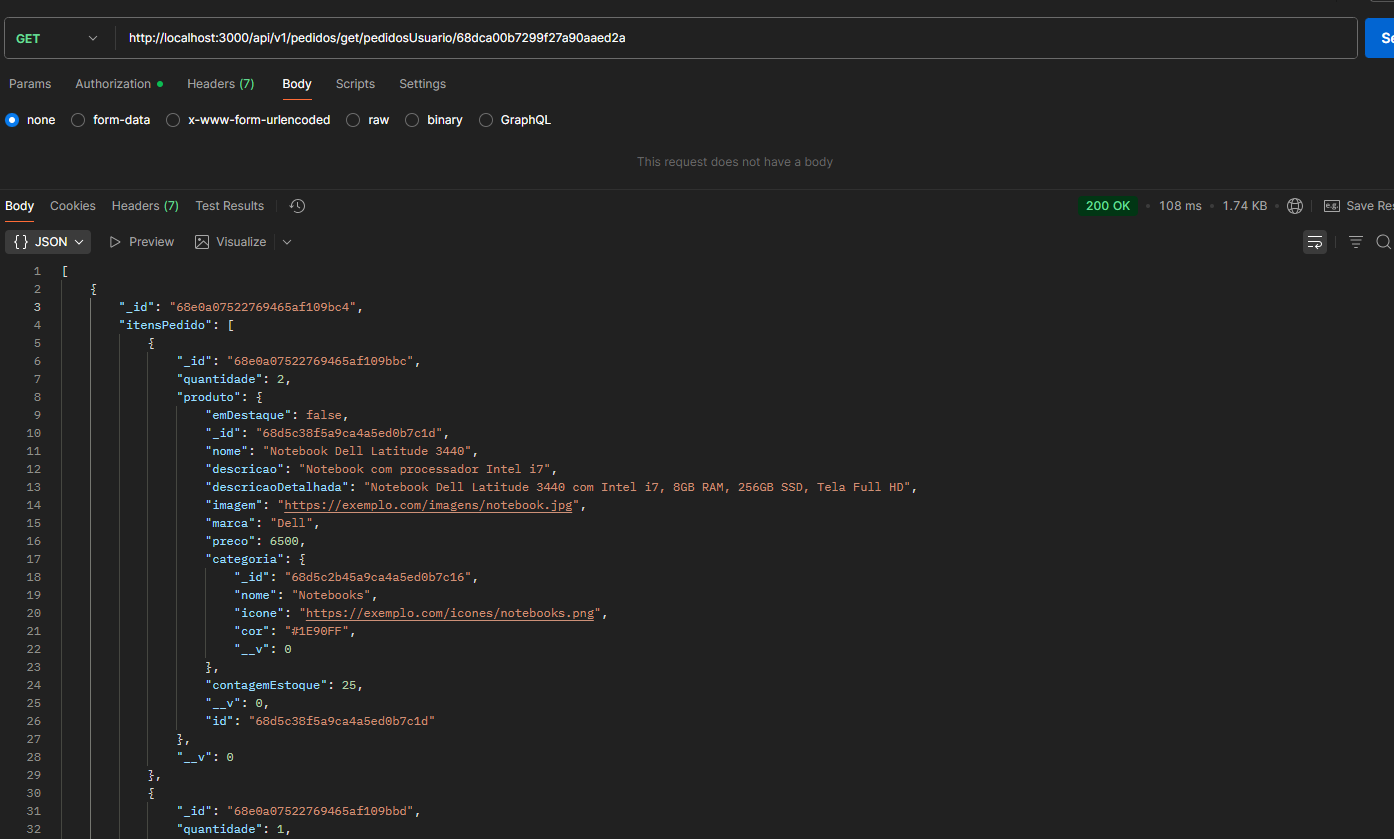 GET http://localhost:3000/api/v1/pedidos/get/pedidosUsuario/68dca00b7299f27a90aaed2a
Params Authorization Headers (7) Body Scripts Settings
none form-data x-www-form-urlencoded raw binary GraphQL
This request does not have a body
Body Cookies Headers (7) Test Results 200 OK 108 ms 1.74 KB e.g. Save Res
{} JSON Preview Visualize
1 [
2 {
3 "_id": "68e0a07522769465af109bc4",
4 "itensPedido": [
5 {
6 "_id": "68e0a07522769465af109bbc",
7 "quantidade": 2,
8 "produto": {
9 "emDestaque": false,
10 "_id": "68d5c38f5a9ca4a5ed0b7c1d",
11 "nome": "Notebook Dell Latitude 3440",
12 "descricao": "Notebook com processador Intel i7",
13 "descricaoDetalhada": "Notebook Dell Latitude 3440 com Intel i7, 8GB RAM, 256GB SSD, Tela Full HD",
14 "imagem": "https://exemplo.com/imagens/notebook.jpg",
15 "marca": "Dell",
16 "preco": 6500,
17 "categoria": {
18 "_id": "68d5c2b45a9ca4a5ed0b7c16",
19 "nome": "Notebooks",
20 "icone": "https://exemplo.com/icones/notebooks.png",
21 "cor": "#1E90FF",
22 "__v": 0
23 },
24 "contagemEstoque": 25,
25 "__v": 0,
26 "id": "68d5c38f5a9ca4a5ed0b7c1d"
27 },
28 "__v": 0
29 },
30 {
31 "_id": "68e0a07522769465af109bbd",
32 "quantidade": 1,